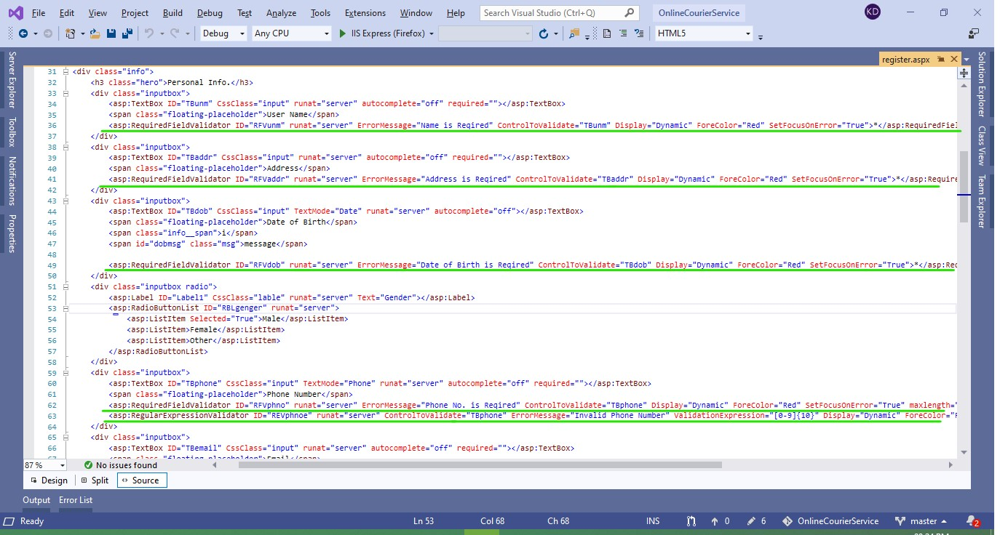 File Edit View Project Build Debug Test Analyze Tools Extensions Window Help Search Visual Studio (Ctrl+Q) OnlineCourierService KD
Debug Any CPU IIS Express (Firefox) HTML5
register.aspx
Server Explorer
Toolbox
Notifications
Properties
Solution Explorer
Class View
Team Explorer
31 <div class="info">
32 <h3 class="hero">Personal Info.</h3>
33 <div class="inputbox">
34 <asp:TextBox ID="TBunm" CssClass="input" runat="server" autocomplete="off" required=""></asp:TextBox>
35 <span class="floating-placeholder">User Name</span>
36 <asp:RequiredFieldValidator ID="RFVunm" runat="server" ErrorMessage="Name is Reqired" ControlToValidate="TBunm" Display="Dynamic" ForeColor="Red" SetFocusOnError="True">*</asp:RequiredFiel
37 </div>
38 <div class="inputbox">
39 <asp:TextBox ID="TBaddr" CssClass="input" runat="server" autocomplete="off" required=""></asp:TextBox>
40 <span class="floating-placeholder">Address</span>
41 <asp:RequiredFieldValidator ID="RFVaddr" runat="server" ErrorMessage="Address is Reqired" ControlToValidate="TBaddr" Display="Dynamic" ForeColor="Red" SetFocusOnError="True">*</asp:Require
42 </div>
43 <div class="inputbox">
44 <asp:TextBox ID="TBdob" CssClass="input" TextMode="Date" runat="server" autocomplete="off"></asp:TextBox>
45 <span class="floating-placeholder">Date of Birth</span>
46 <span class="info__span">i</span>
47 <span id="dobmsg" class="msg">message</span>
48
49 <asp:RequiredFieldValidator ID="RFVdob" runat="server" ErrorMessage="Date of Birth is Reqired" ControlToValidate="TBdob" Display="Dynamic" ForeColor="Red" SetFocusOnError="True">*</asp:Req
50 </div>
51 <div class="inputbox radio">
52 <asp:Label ID="Label1" CssClass="lable" runat="server" Text="Gender"></asp:Label>
53 <asp:RadioButtonList ID="RBLgenger" runat="server">
54 <asp:ListItem Selected="True">Male</asp:ListItem>
55 <asp:ListItem>Female</asp:ListItem>
56 <asp:ListItem>Other</asp:ListItem>
57 </asp:RadioButtonList>
58 </div>
59 <div class="inputbox">
60 <asp:TextBox ID="TBphone" CssClass="input" TextMode="Phone" runat="server" autocomplete="off" required=""></asp:TextBox>
61 <span class="floating-placeholder">Phone Number</span>
62 <asp:RequiredFieldValidator ID="RFVphno" runat="server" ErrorMessage="Phone No. is Reqired" ControlToValidate="TBphone" Display="Dynamic" ForeColor="Red" SetFocusOnError="True" maxlength="
63 <asp:RegularExpressionValidator ID="REVphnoe" runat="server" ControlToValidate="TBphone" ErrorMessage="Invalid Phone Number" ValidationExpression="[0-9]{10}" Display="Dynamic" ForeColor="R
64 </div>
65 <div class="inputbox">
66 <asp:TextBox ID="TBemail" CssClass="input" runat="server" autocomplete="off" required=""></asp:TextBox>
67 <span class="floating-placeholder">Email</span>
87 % No issues found
Design Split Source
Output Error List
Ready Ln 53 Col 68 Ch 68 INS 0 6 OnlineCourierService master 2